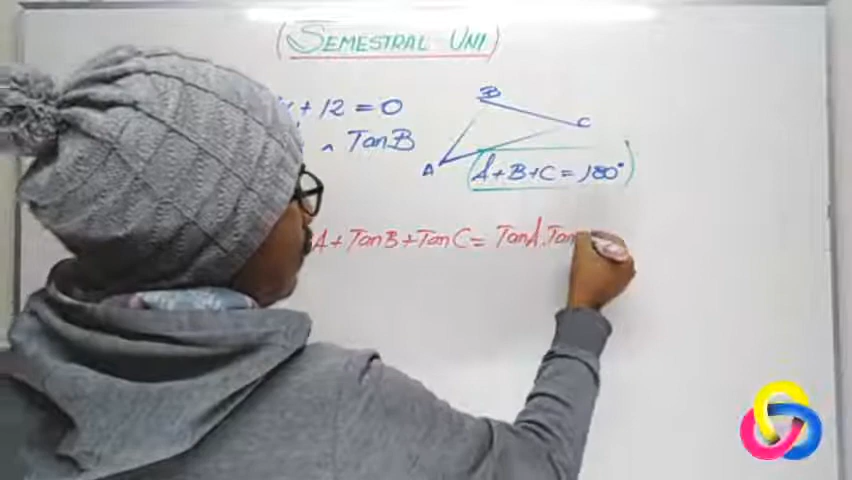 (SEMESTRAL UNI)
+ 12 = 0
∧ TanB
B
C
A
A+B+C = 180°
A + TanB + TanC = TanA.Tan